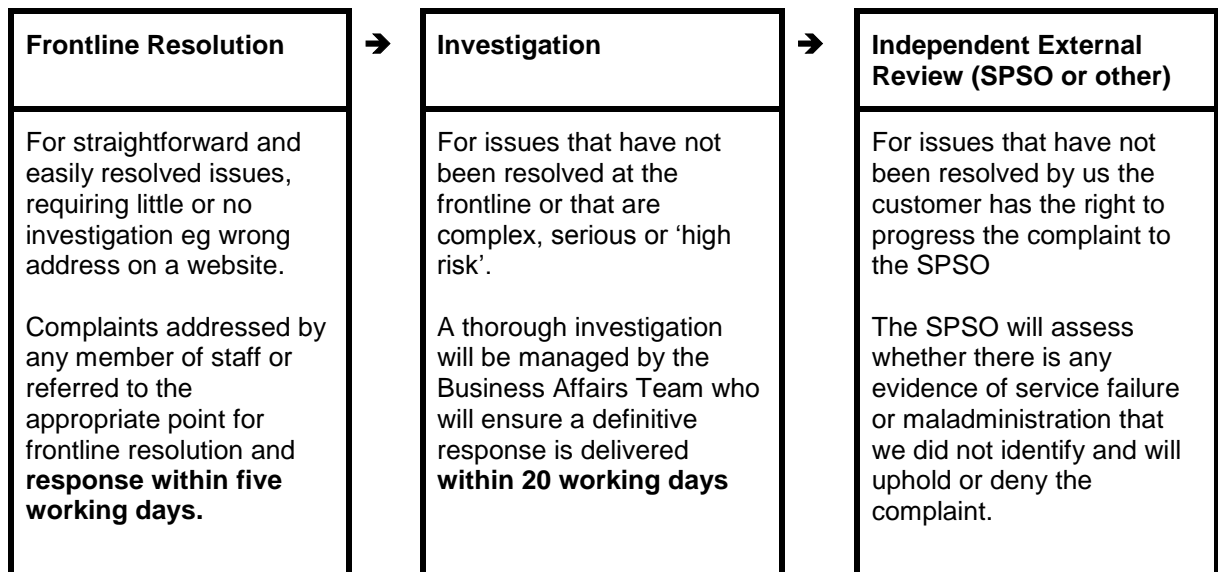 Frontline Resolution
➔
Investigation
➔
Independent External
Review (SPSO or other)
For straightforward and
easily resolved issues,
requiring little or no
investigation eg wrong
address on a website.
Complaints addressed by
any member of staff or
referred to the
appropriate point for
frontline resolution and
response within five
working days.
For issues that have not
been resolved at the
frontline or that are
complex, serious or ‘high
risk’.
A thorough investigation
will be managed by the
Business Affairs Team who
will ensure a definitive
response is delivered
within 20 working days
For issues that have not
been resolved by us the
customer has the right to
progress the complaint to
the SPSO
The SPSO will assess
whether there is any
evidence of service failure
or maladministration that
we did not identify and will
uphold or deny the
complaint.